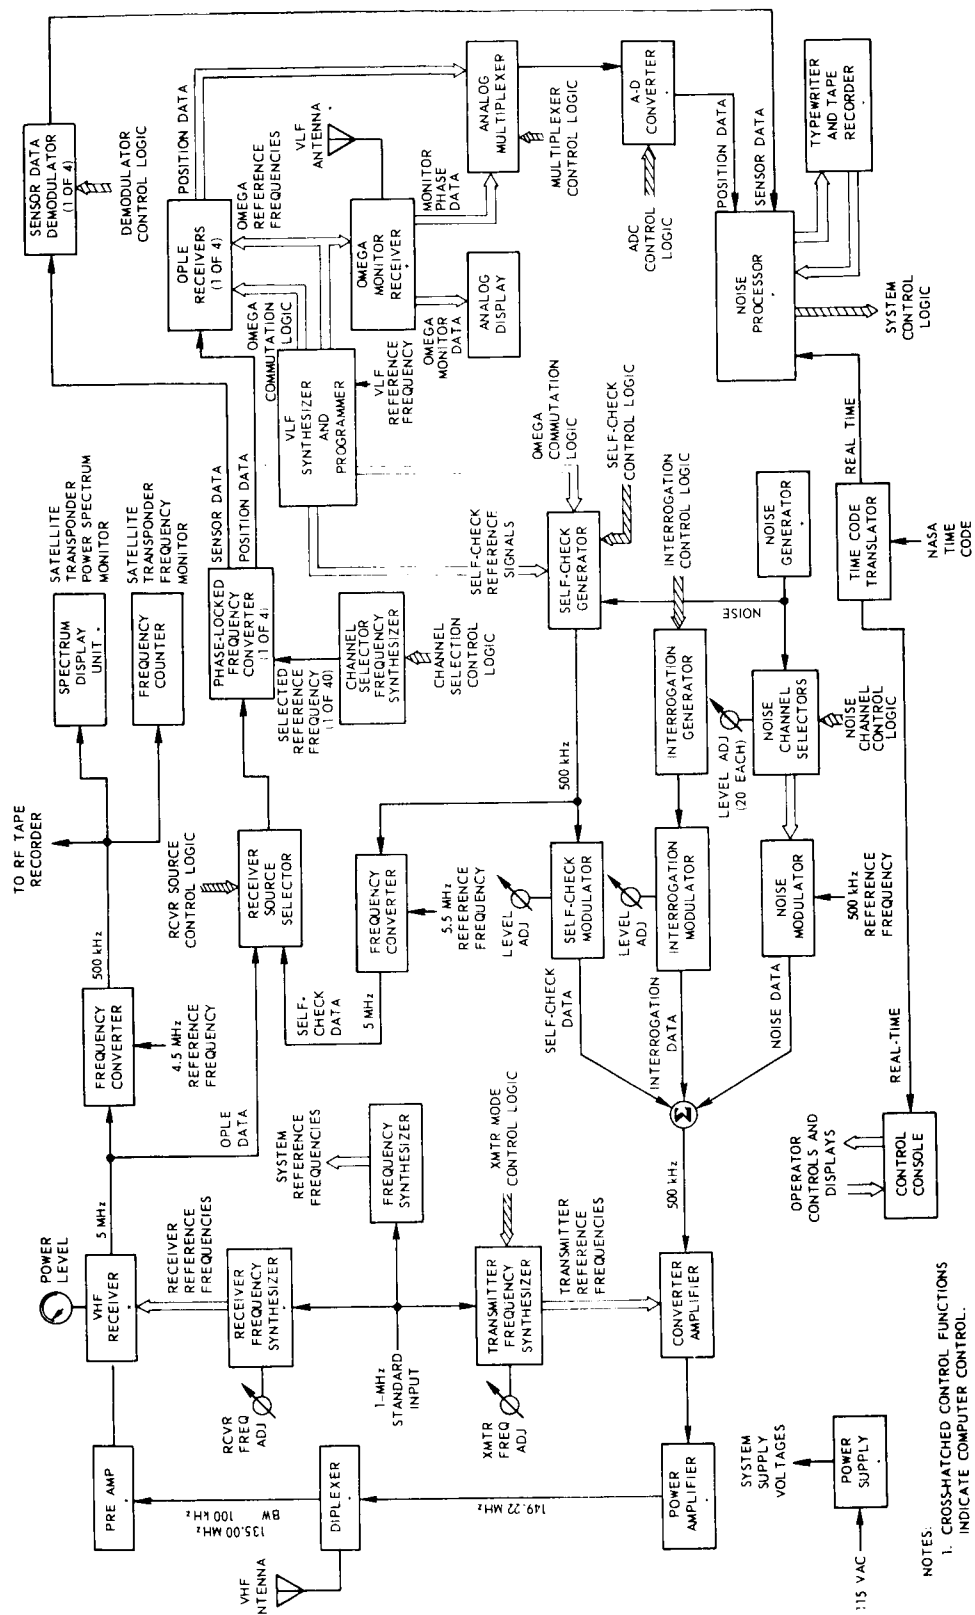 VHF
NTENNA
DIPLEXER
135.00 MHz
BW 100 kHz
149.22 MHz
PRE AMP
POWER
LEVEL
VHF
RECEIVER
5 MHz
RECEIVER
REFERENCE
FREQUENCIES
RECEIVER
FREQUENCY
SYNTHESIZER
RCVR
FREQ
ADJ
1-MHz
STANDARD
INPUT
FREQUENCY
SYNTHESIZER
SYSTEM
REFERENCE
FREQUENCIES
XMTR
FREQ
ADJ
TRANSMITTER
FREQUENCY
SYNTHESIZER
XMTR MODE
CONTROL LOGIC
TRANSMITTER
REFERENCE
FREQUENCIES
POWER
AMPLIFIER
CONVERTER
AMPLIFIER
500 kHz
Σ
FREQUENCY
CONVERTER
4.5 MHz
REFERENCE
FREQUENCY
500 kHz
TO RF TAPE
RECORDER
SPECTRUM
DISPLAY
UNIT
SATELLITE
TRANSPONDER
POWER SPECTRUM
MONITOR
FREQUENCY
COUNTER
SATELLITE
TRANSPONDER
FREQUENCY
MONITOR
OPLE
DATA
RCVR SOURCE
CONTROL LOGIC
RECEIVER
SOURCE
SELECTOR
SELF-
CHECK
DATA
5 MHz
FREQUENCY
CONVERTER
5.5 MHz
REFERENCE
FREQUENCY
500 kHz
PHASE-LOCKED
FREQUENCY
CONVERTER
(1 OF 4)
SENSOR DATA
POSITION DATA
SELECTED
REFERENCE
FREQUENCY
(1 OF 40)
CHANNEL
SELECTOR
FREQUENCY
SYNTHESIZER
CHANNEL
SELECTION
CONTROL
LOGIC
SENSOR DATA
DEMODULATOR
(1 OF 4)
DEMODULATOR
CONTROL LOGIC
OPLE
RECEIVERS
(1 OF 4)
POSITION DATA
OMEGA
COMMUTATION
LOGIC
OMEGA
REFERENCE
FREQUENCIES
VLF
SYNTHESIZER
AND
PROGRAMMER
VLF
REFERENCE
FREQUENCY
VLF
ANTENNA
OMEGA
MONITOR
RECEIVER
MONITOR
PHASE
DATA
OMEGA
MONITOR
DATA
ANALOG
DISPLAY
ANALOG
MULTIPLEXER
MULTIPLEXER
CONTROL LOGIC
A-D
CONVERTER
ADC
CONTROL
LOGIC
POSITION DATA
SENSOR DATA
NOISE
PROCESSOR
TYPEWRITER
AND TAPE
RECORDER
SYSTEM
CONTROL
LOGIC
REAL TIME
TIME CODE
TRANSLATOR
NASA
TIME
CODE
SELF-CHECK
REFERENCE
SIGNALS
SELF-CHECK
GENERATOR
OMEGA
COMMUTATION
LOGIC
SELF-CHECK
CONTROL LOGIC
NOISE
NOISE
GENERATOR
INTERROGATION
CONTROL LOGIC
INTERROGATION
GENERATOR
LEVEL ADJ
(20 EACH)
NOISE
CHANNEL
SELECTORS
NOISE
CHANNEL
CONTROL
LOGIC
LEVEL
ADJ
SELF-CHECK
MODULATOR
SELF-CHECK
DATA
LEVEL
ADJ
INTERROGATION
MODULATOR
INTERROGATION
DATA
NOISE
MODULATOR
NOISE DATA
500 kHz
REFERENCE
FREQUENCY
REAL-TIME
OPERATOR
CONTROLS AND
DISPLAYS
CONTROL
CONSOLE
SYSTEM
SUPPLY
VOLTAGES
POWER
SUPPLY
115 VAC
NOTES:
1. CROSS-HATCHED CONTROL FUNCTIONS
INDICATE COMPUTER CONTROL.